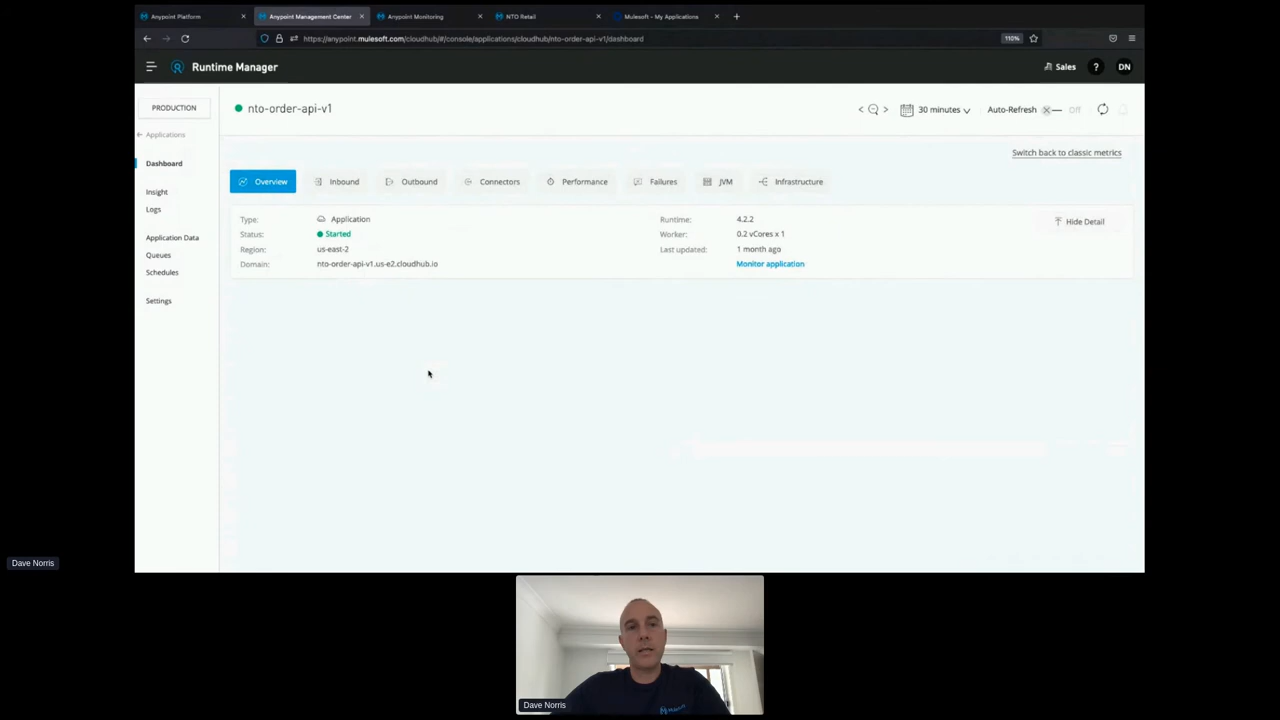 Anypoint Platform
Anypoint Management Center
Anypoint Monitoring
NTO Retail
Mulesoft - My Applications
https://anypoint.mulesoft.com/cloudhub/#/console/applications/cloudhub/nto-order-api-v1/dashboard
110%
Runtime Manager
Sales
?
DN
PRODUCTION
nto-order-api-v1
30 minutes
Auto-Refresh
Off
Applications
Switch back to classic metrics
Dashboard
Insight
Logs
Application Data
Queues
Schedules
Settings
Overview
Inbound
Outbound
Connectors
Performance
Failures
JVM
Infrastructure
Type: Application
Status: Started
Region: us-east-2
Domain: nto-order-api-v1.us-e2.cloudhub.io
Runtime: 4.2.2
Worker: 0.2 vCores x 1
Last updated: 1 month ago
Monitor application
Hide Detail
Dave Norris
Dave Norris